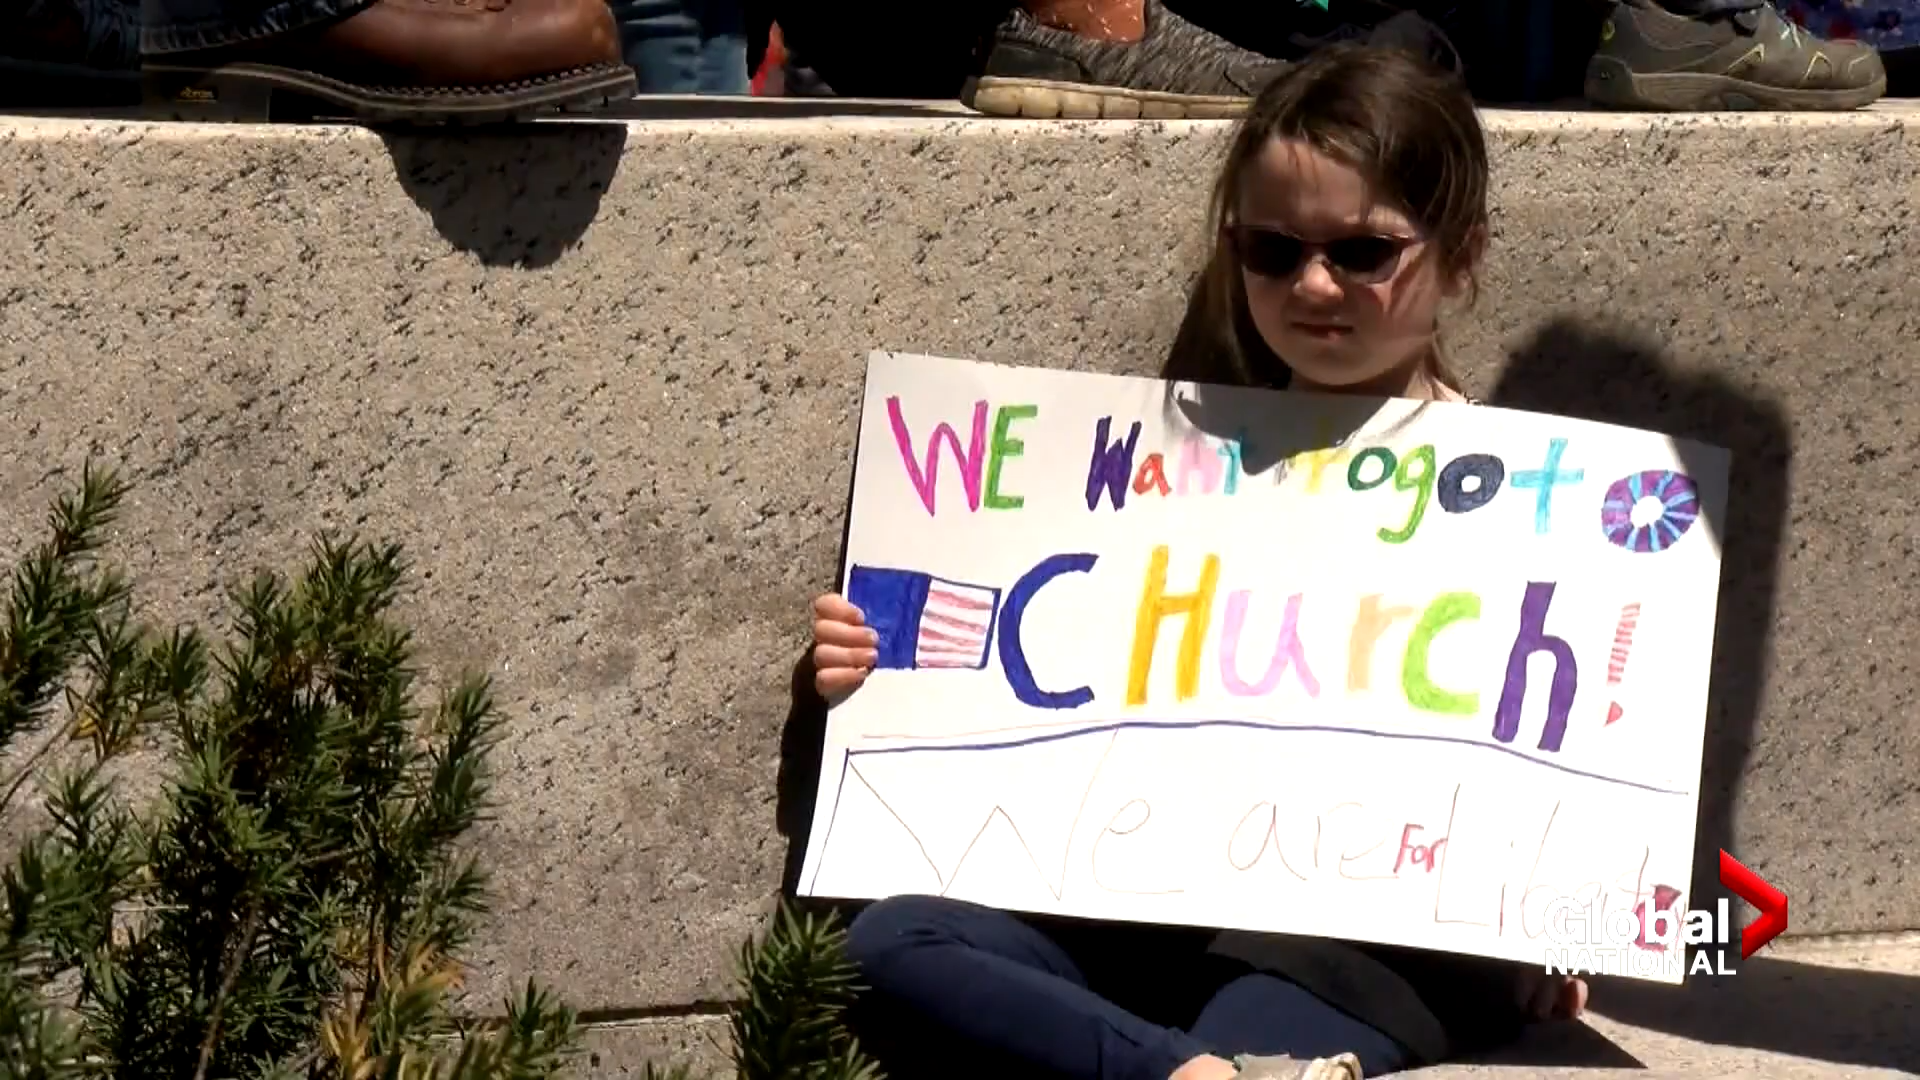 WE Want to go to
CHUrch!
We are For Liberty
Global
NATIONAL